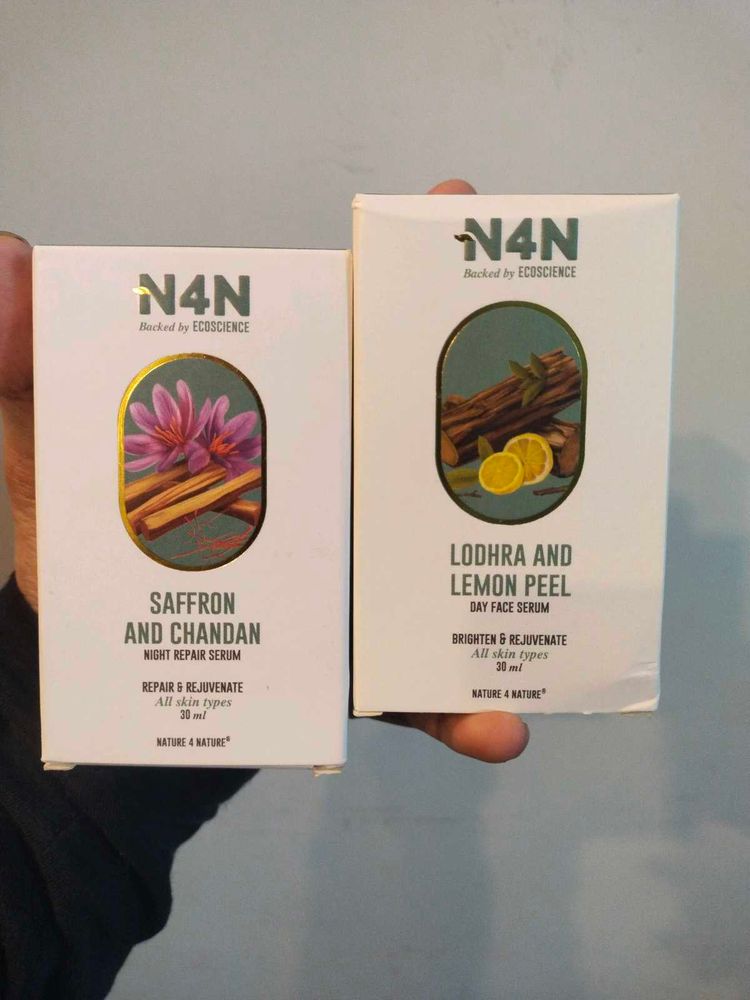 N4N
Backed by ECOSCIENCE
SAFFRON
AND CHANDAN
NIGHT REPAIR SERUM
REPAIR & REJUVENATE
All skin types
30 ml
NATURE 4 NATURE®
N4N
Backed by ECOSCIENCE
LODHRA AND
LEMON PEEL
DAY FACE SERUM
BRIGHTEN & REJUVENATE
All skin types
30 ml
NATURE 4 NATURE®